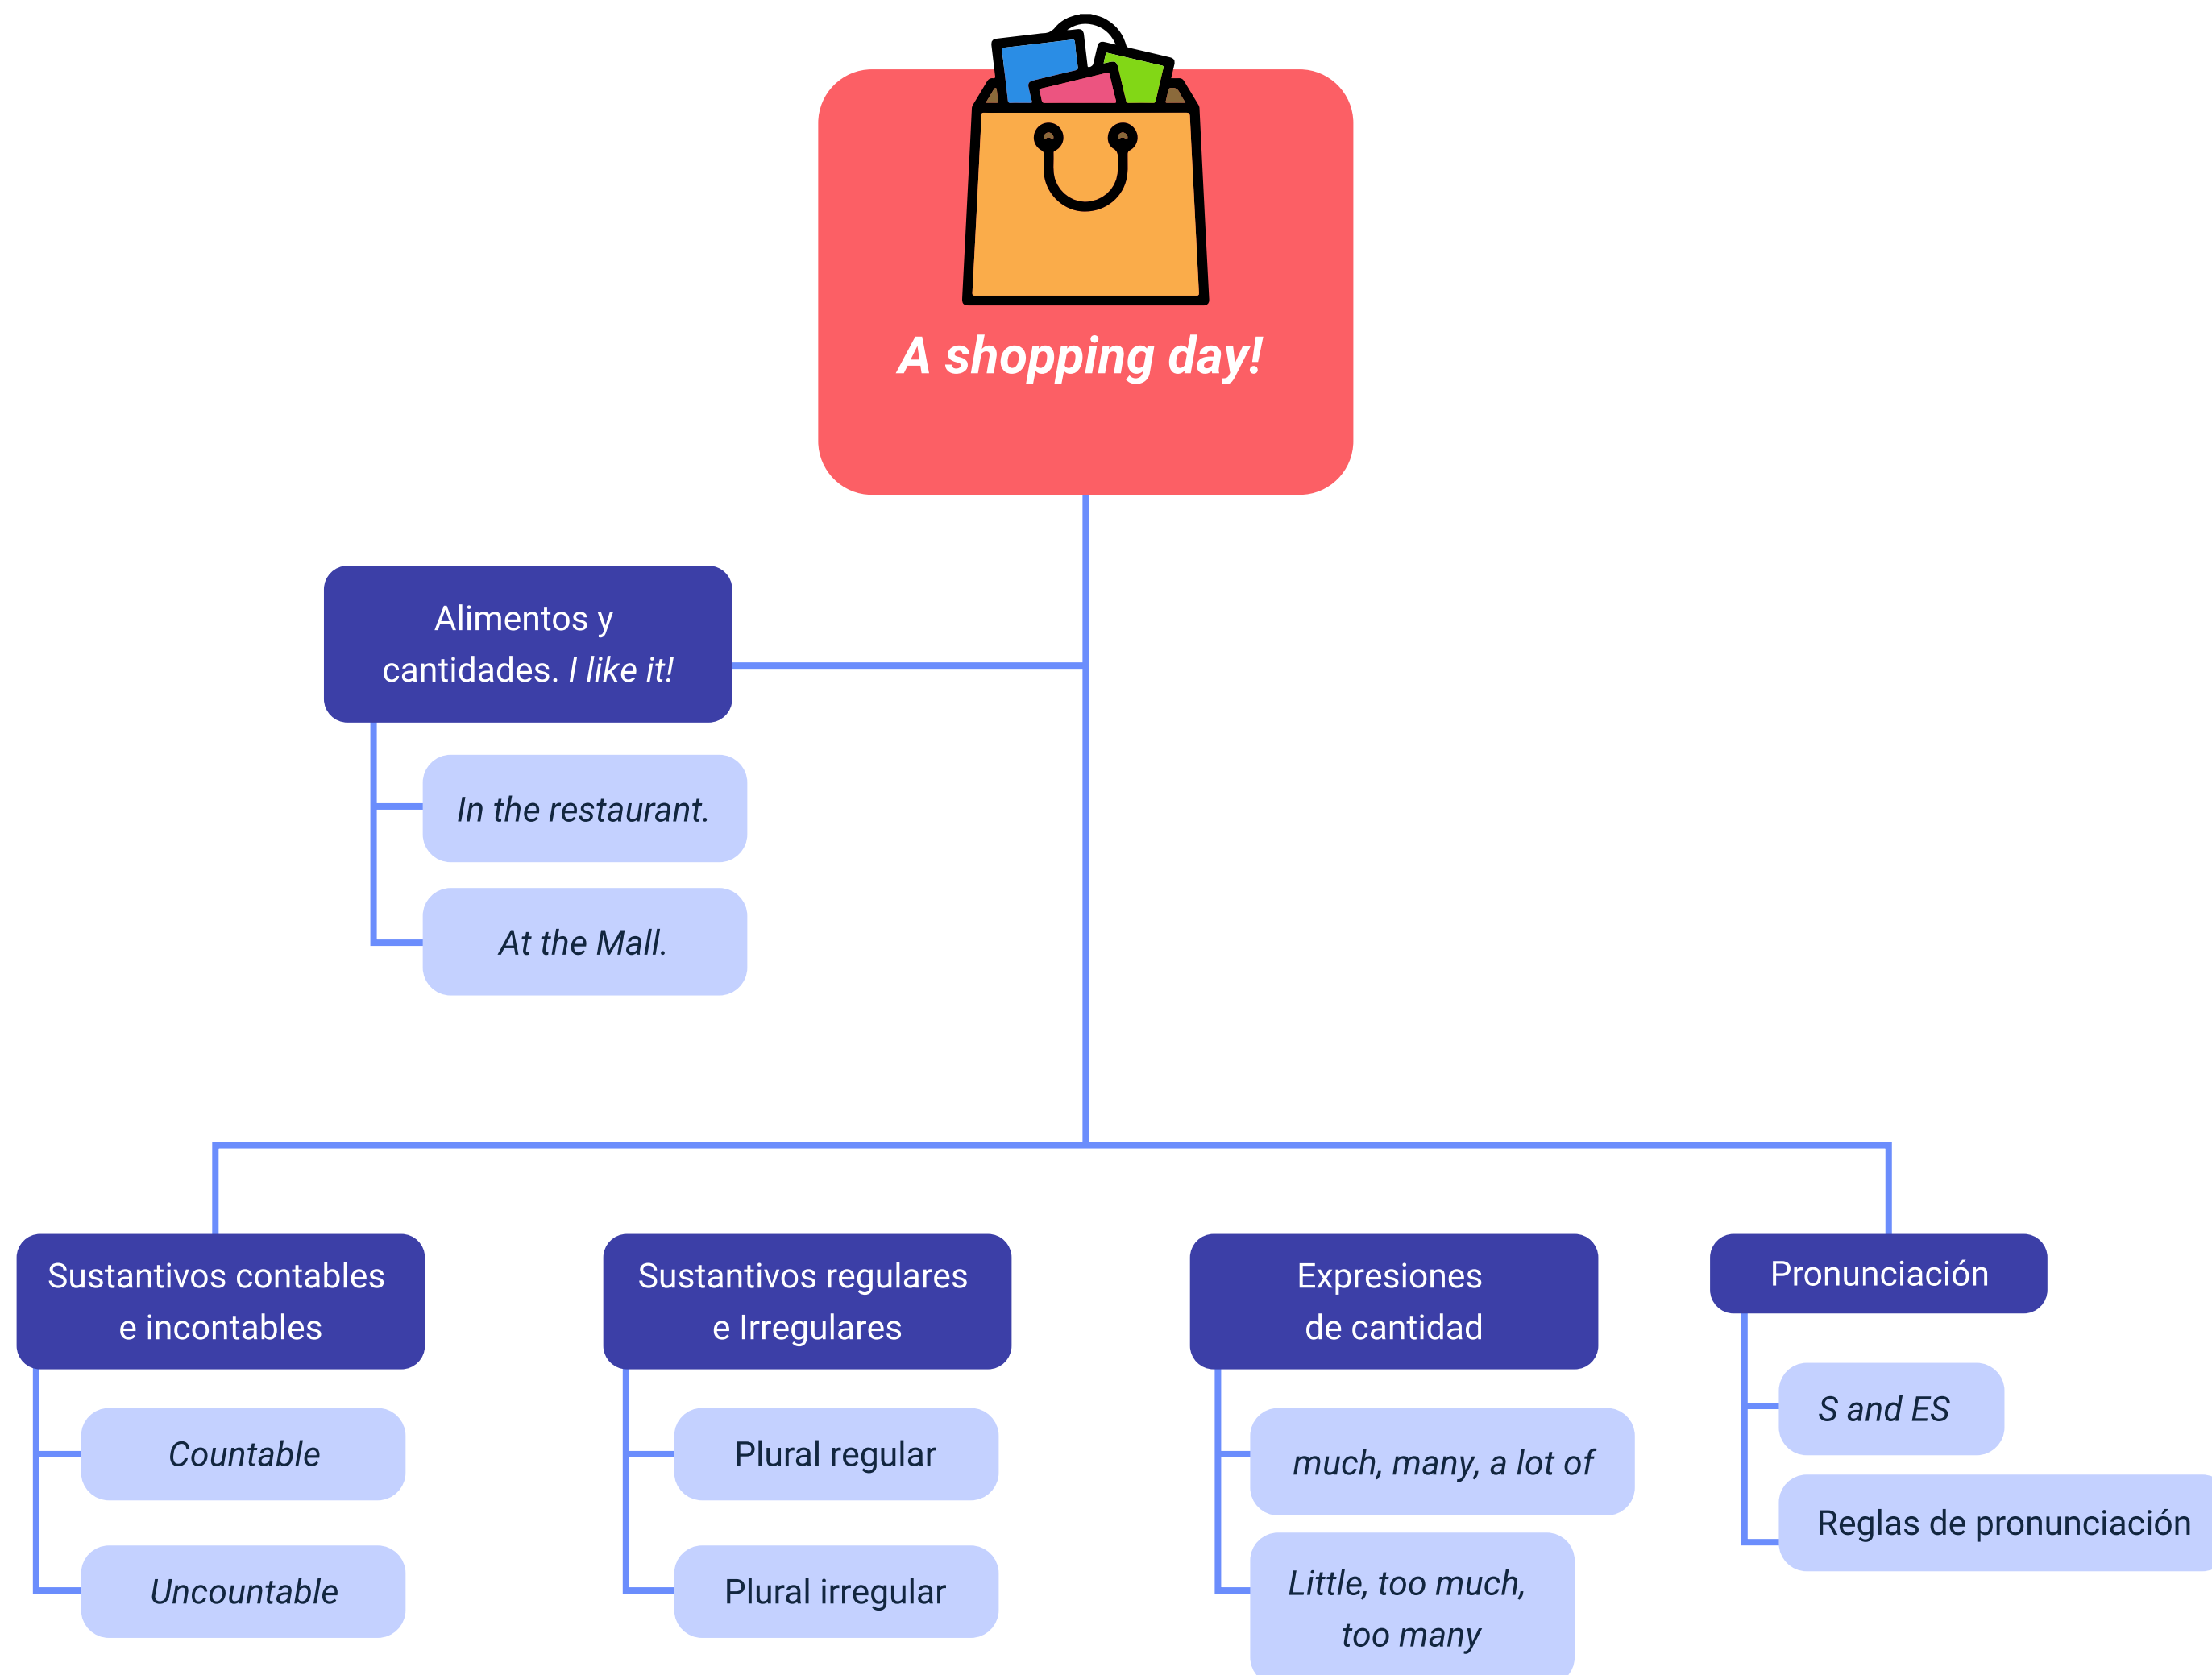 A shopping day!
Alimentos y
cantidades. I like it!
In the restaurant.
At the Mall.
Sustantivos contables
e incontables
Countable
Uncountable
Sustantivos regulares
e Irregulares
Plural regular
Plural irregular
Expresiones
de cantidad
much, many, a lot of
Little, too much,
too many
Pronunciación
S and ES
Reglas de pronunciación